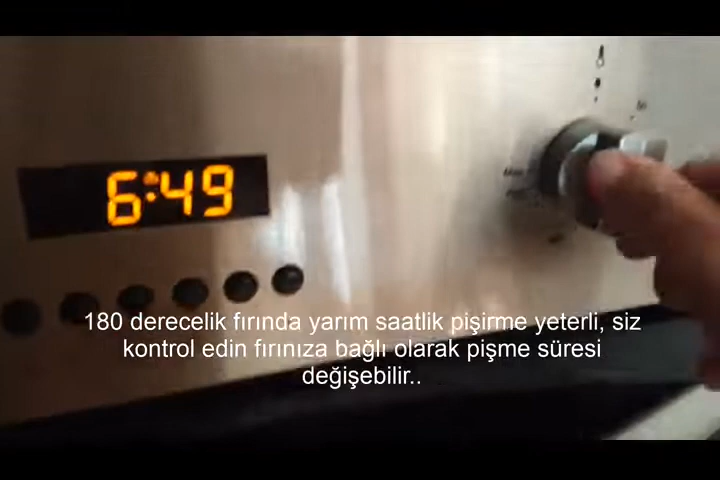 6:49
180 derecelik fırında yarım saatlik pişirme yeterli, siz
kontrol edin fırınıza bağlı olarak pişme süresi
değişebilir..